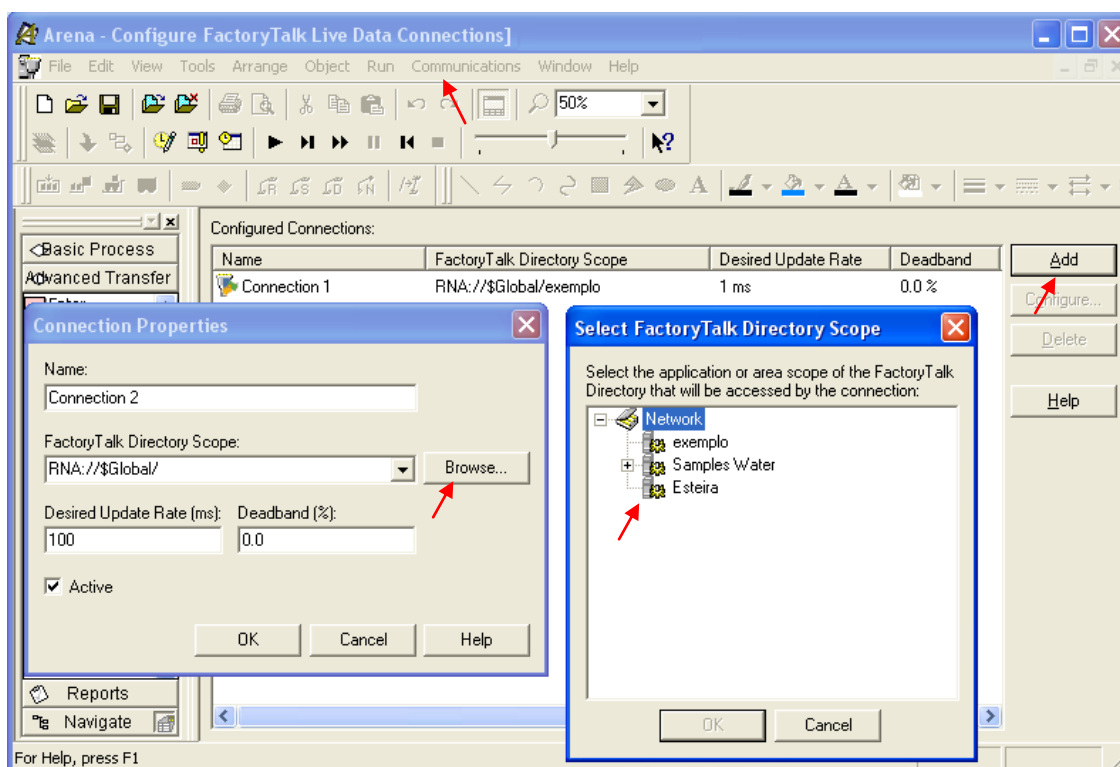 Arena - Configure FactoryTalk Live Data Connections]
File Edit View Tools Arrange Object Run Communications Window Help
50%
Basic Process
Advanced Transfer
Configured Connections:
Name FactoryTalk Directory Scope Desired Update Rate Deadband
Connection 1 RNA://$Global/exemplo 1 ms 0.0 %
Add
Configure...
Delete
Help
Connection Properties
Name:
Connection 2
FactoryTalk Directory Scope:
RNA://$Global/
Browse...
Desired Update Rate (ms): Deadband (%):
100 0.0
Active
OK Cancel Help
Select FactoryTalk Directory Scope
Select the application or area scope of the FactoryTalk
Directory that will be accessed by the connection:
Network
exemplo
Samples Water
Esteira
OK Cancel
Reports
Navigate
For Help, press F1